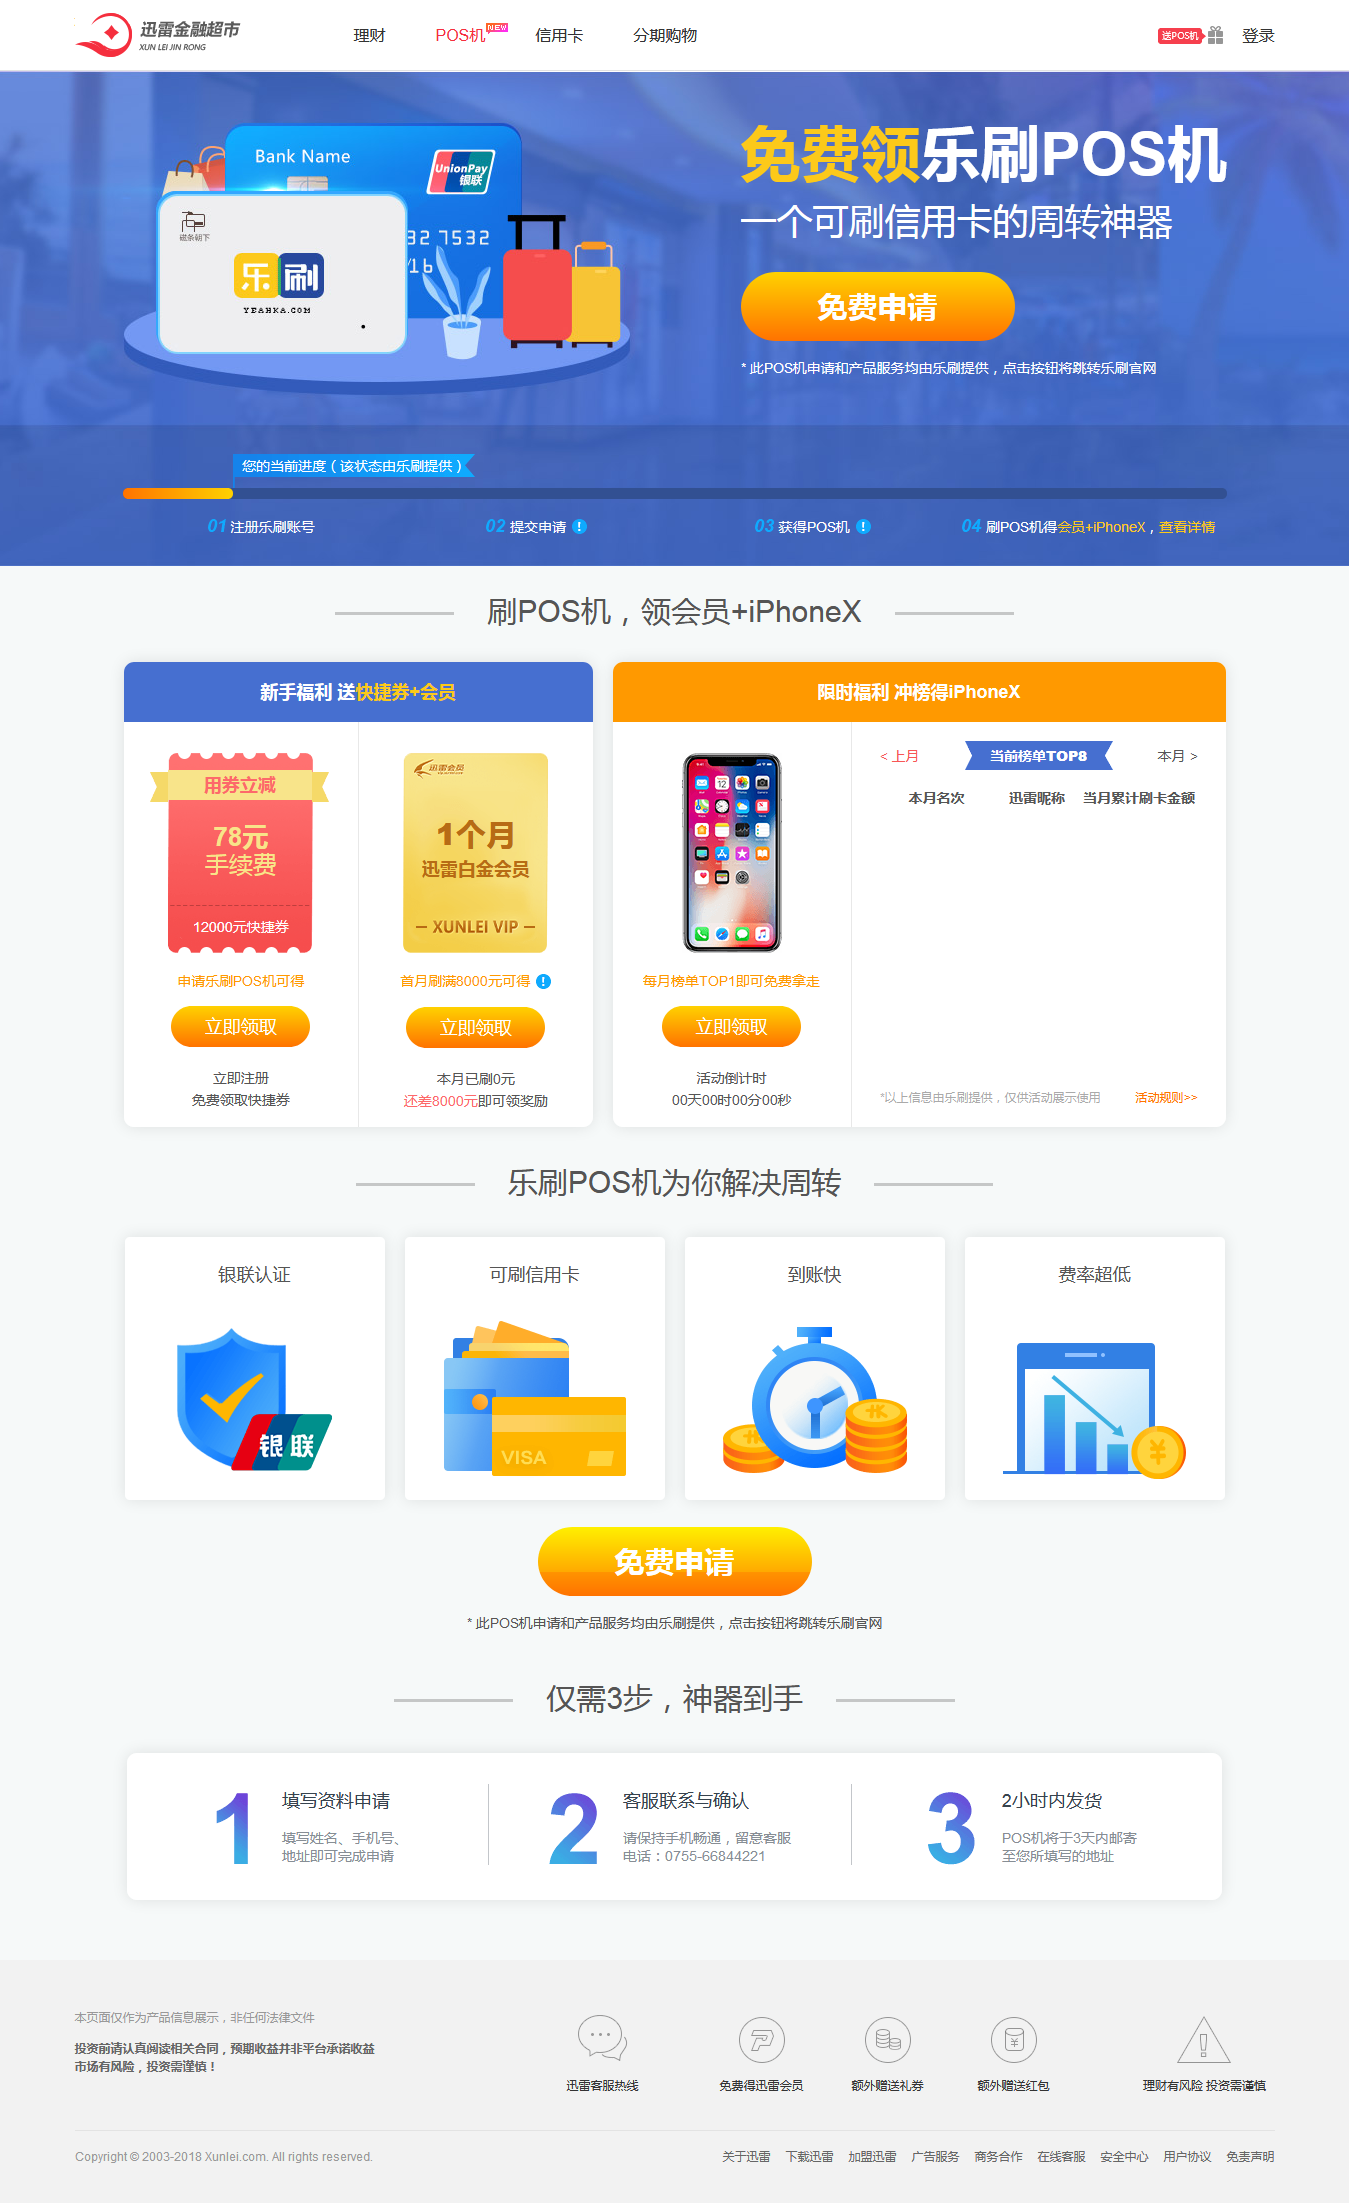 迅雷金融超市
XUN LEI JIN RONG
理财
POS机
NEW
信用卡
分期购物
送POS机
登录
Bank Name
UnionPay
银联
32 7532
/16
磁条朝下
乐刷
YEAHKA.COM
免费领乐刷POS机
一个可刷信用卡的周转神器
免费申请
* 此POS机申请和产品服务均由乐刷提供，点击按钮将跳转乐刷官网
您的当前进度（该状态由乐刷提供）
01 注册乐刷账号
02 提交申请 !
03 获得POS机 !
04 刷POS机得会员+iPhoneX，查看详情
刷POS机，领会员+iPhoneX
新手福利 送快捷券+会员
用券立减
78元
手续费
12000元快捷券
申请乐刷POS机可得
立即领取
立即注册
免费领取快捷券
迅雷会员
1个月
迅雷白金会员
XUNLEI VIP
首月刷满8000元可得 !
立即领取
本月已刷0元
还差8000元即可领奖励
限时福利 冲榜得iPhoneX
每月榜单TOP1即可免费拿走
立即领取
活动倒计时
00天00时00分00秒
< 上月
当前榜单TOP8
本月 >
本月名次
迅雷昵称
当月累计刷卡金额
*以上信息由乐刷提供，仅供活动展示使用
活动规则>>
乐刷POS机为你解决周转
银联认证
银联
可刷信用卡
VISA
到账快
费率超低
¥
免费申请
* 此POS机申请和产品服务均由乐刷提供，点击按钮将跳转乐刷官网
仅需3步，神器到手
1
填写资料申请
填写姓名、手机号、
地址即可完成申请
2
客服联系与确认
请保持手机畅通，留意客服
电话：0755-66844221
3
2小时内发货
POS机将于3天内邮寄
至您所填写的地址
本页面仅作为产品信息展示，非任何法律文件
投资前请认真阅读相关合同，预期收益并非平台承诺收益
市场有风险，投资需谨慎！
迅雷客服热线
免费得迅雷会员
额外赠送礼券
额外赠送红包
理财有风险 投资需谨慎
Copyright © 2003-2018 Xunlei.com. All rights reserved.
关于迅雷
下载迅雷
加盟迅雷
广告服务
商务合作
在线客服
安全中心
用户协议
免责声明